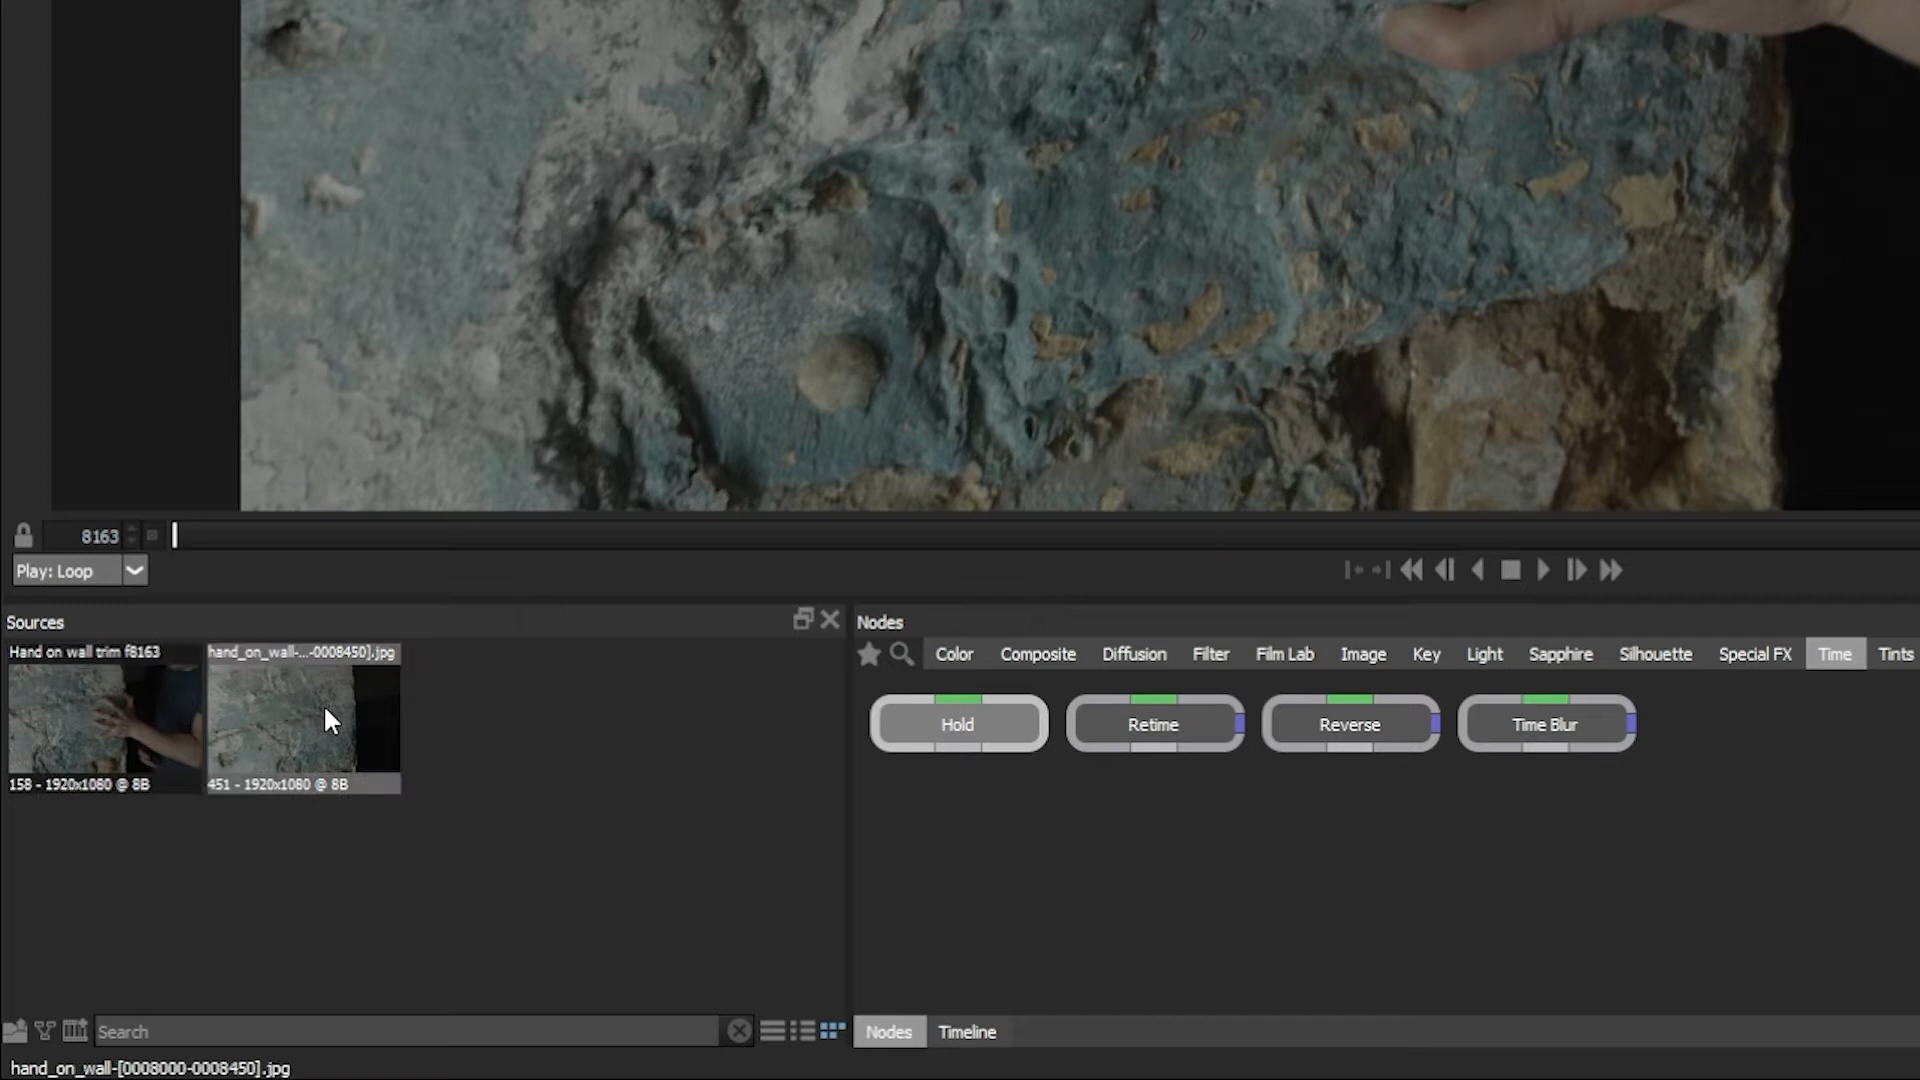 8163
Play: Loop
Sources
Hand on wall trim f8163
hand_on_wall-...-0008450].jpg
158 - 1920x1080 @ 8B
451 - 1920x1080 @ 8B
Search
Nodes
Color Composite Diffusion Filter Film Lab Image Key Light Sapphire Silhouette Special FX Time Tints
Hold Retime Reverse Time Blur
Nodes Timeline
hand_on_wall-[0008000-0008450].jpg